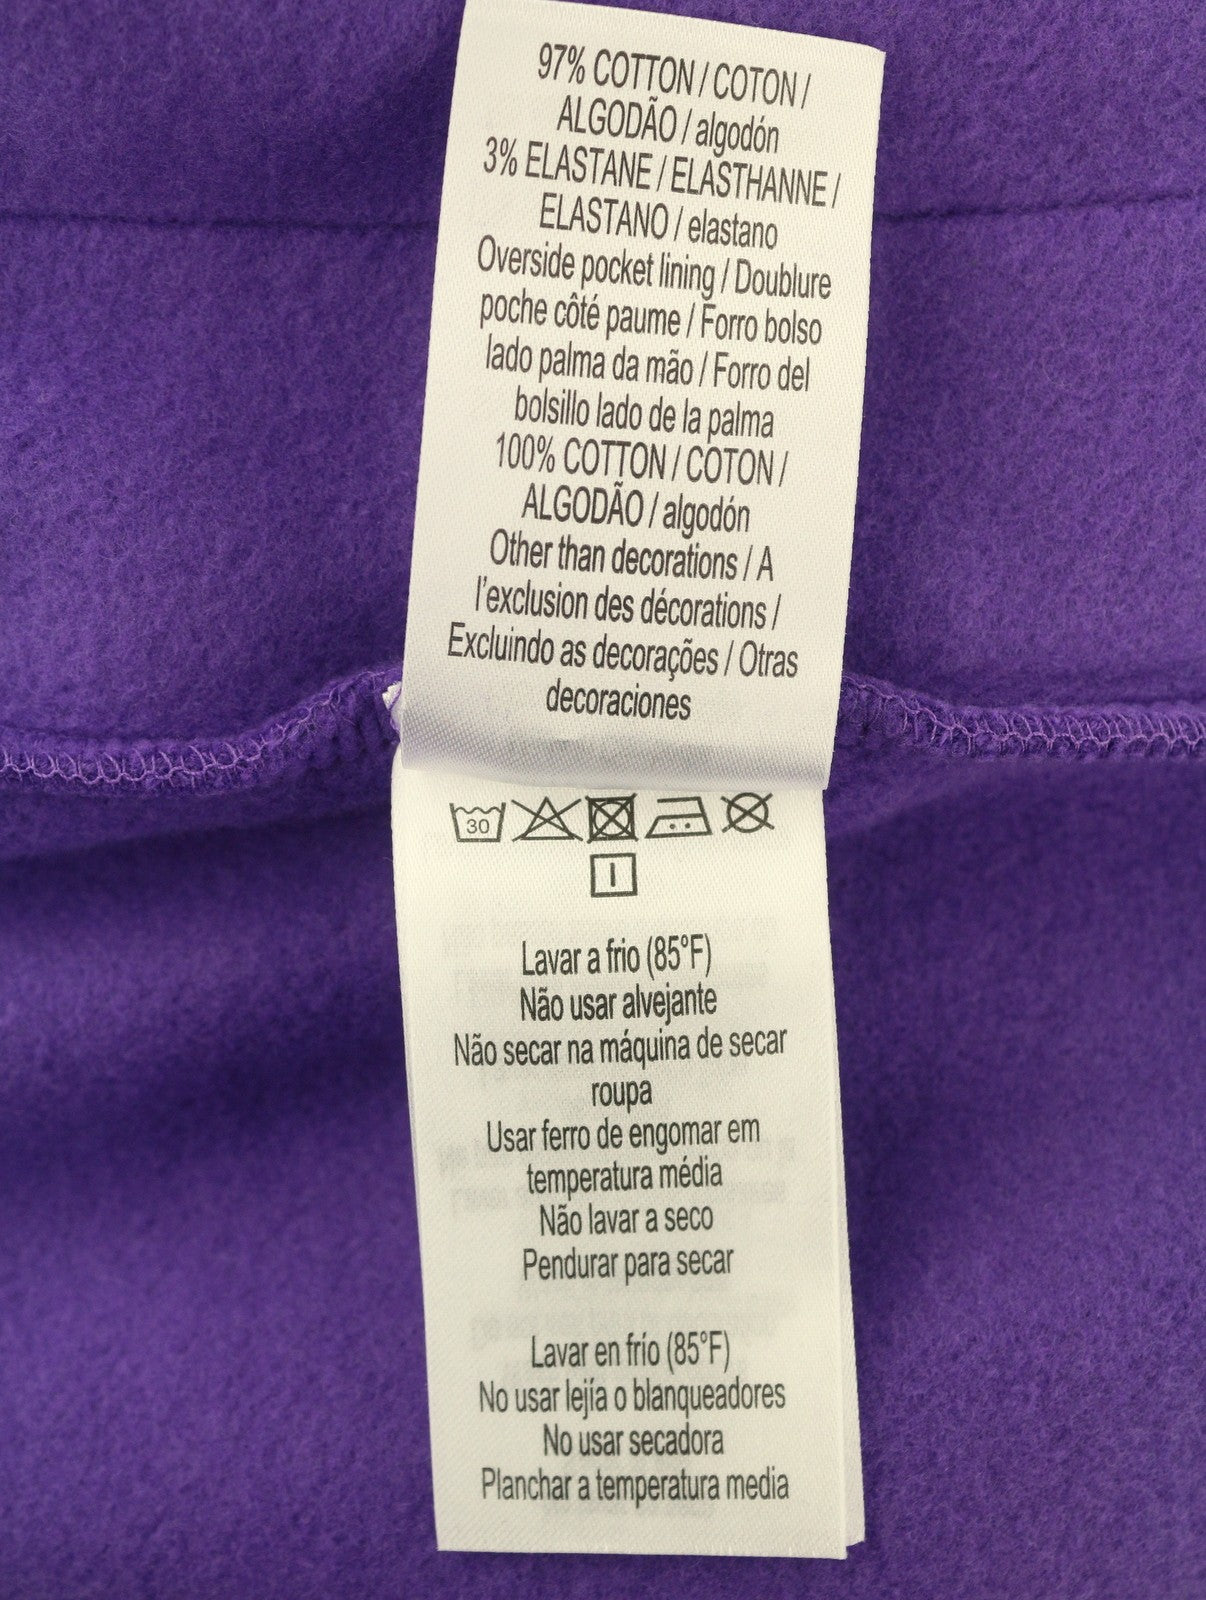 97% COTTON / COTON /
ALGODÃO / algodón
3% ELASTANE / ELASTHANNE /
ELASTANO / elastano
Overside pocket lining / Doublure
poche côté paume / Forro bolso
lado palma da mão / Forro del
bolsillo lado de la palma
100% COTTON / COTON /
ALGODÃO / algodón
Other than decorations / A
l'exclusion des décorations /
Excluindo as decorações / Otras
decoraciones
30
Lavar a frio (85°F)
Não usar alvejante
Não secar na máquina de secar
roupa
Usar ferro de engomar em
temperatura média
Não lavar a seco
Pendurar para secar
Lavar en frío (85°F)
No usar lejía o blanqueadores
No usar secadora
Planchar a temperatura media